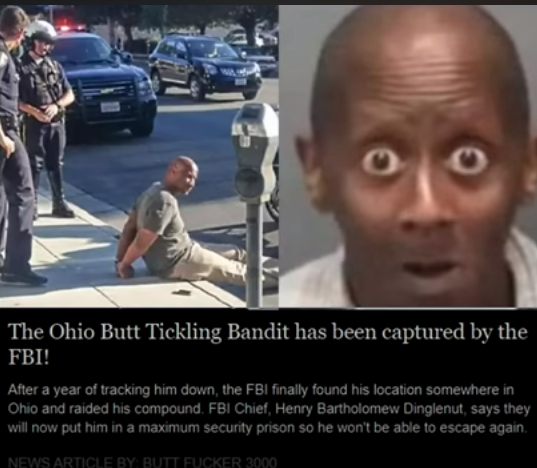 The Ohio Butt Tickling Bandit has been captured by the
FBI!
After a year of tracking him down, the FBI finally found his location somewhere in
Ohio and raided his compound. FBI Chief, Henry Bartholomew Dinglenut, says they
will now put him in a maximum security prison so he won't be able to escape again.
NEWS ARTICLE BY: BUTT FUCKER 3000